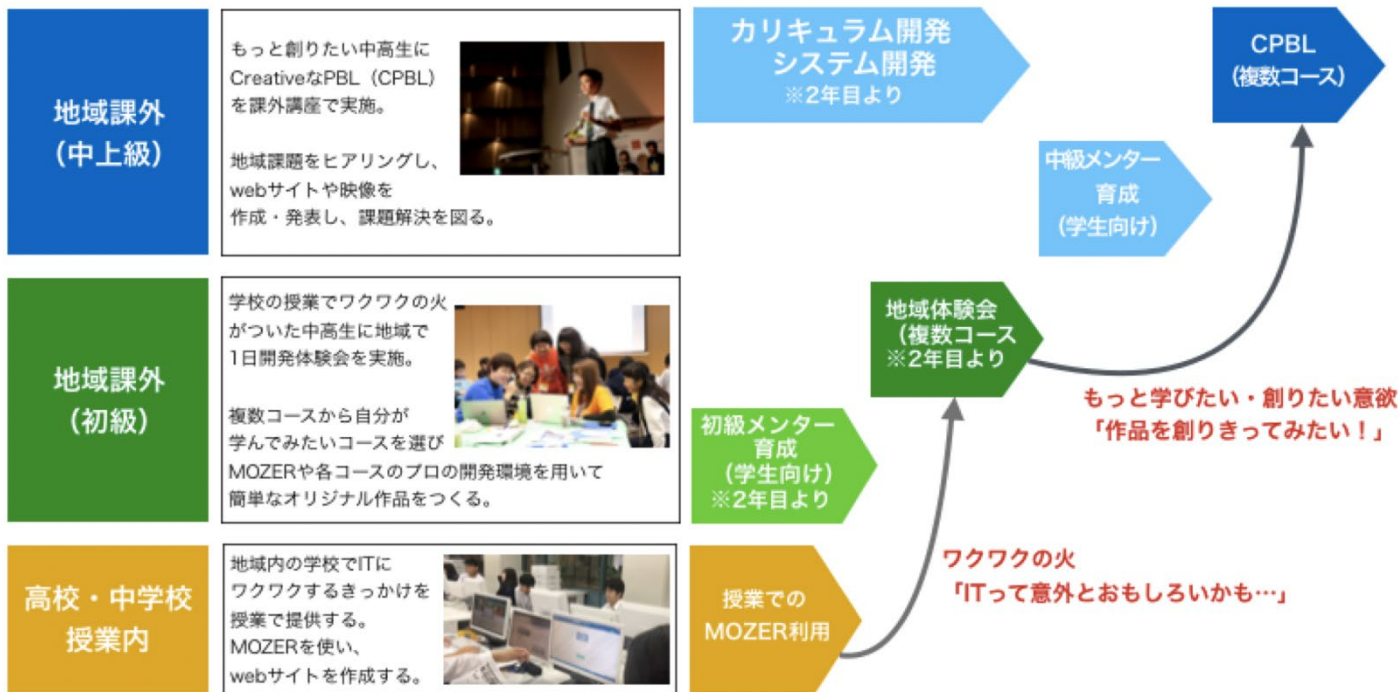 地域課外
(中上級)
もっと創りたい中高生に
CreativeなPBL(CPBL)
を課外講座で実施。
地域課題をヒアリングし、
webサイトや映像を
作成・発表し、課題解決を図る。
カリキュラム開発
システム開発
※2年目より
CPBL
(複数コース)
中級メンター
育成
(学生向け)
地域課外
(初級)
学校の授業でワクワクの火
がついた中高生に地域で
1日開発体験会を実施。
複数コースから自分が
学んでみたいコースを選び
MOZERや各コースのプロの開発環境を用いて
簡単なオリジナル作品をつくる。
初級メンター
育成
(学生向け)
※2年目より
地域体験会
(複数コース
※2年目より
もっと学びたい・創りたい意欲
「作品を創りきってみたい!」
高校・中学校
授業内
地域内の学校でITに
ワクワクするきっかけを
授業で提供する。
MOZERを使い、
webサイトを作成する。
授業での
MOZER利用
ワクワクの火
「ITって意外とおもしろいかも…」